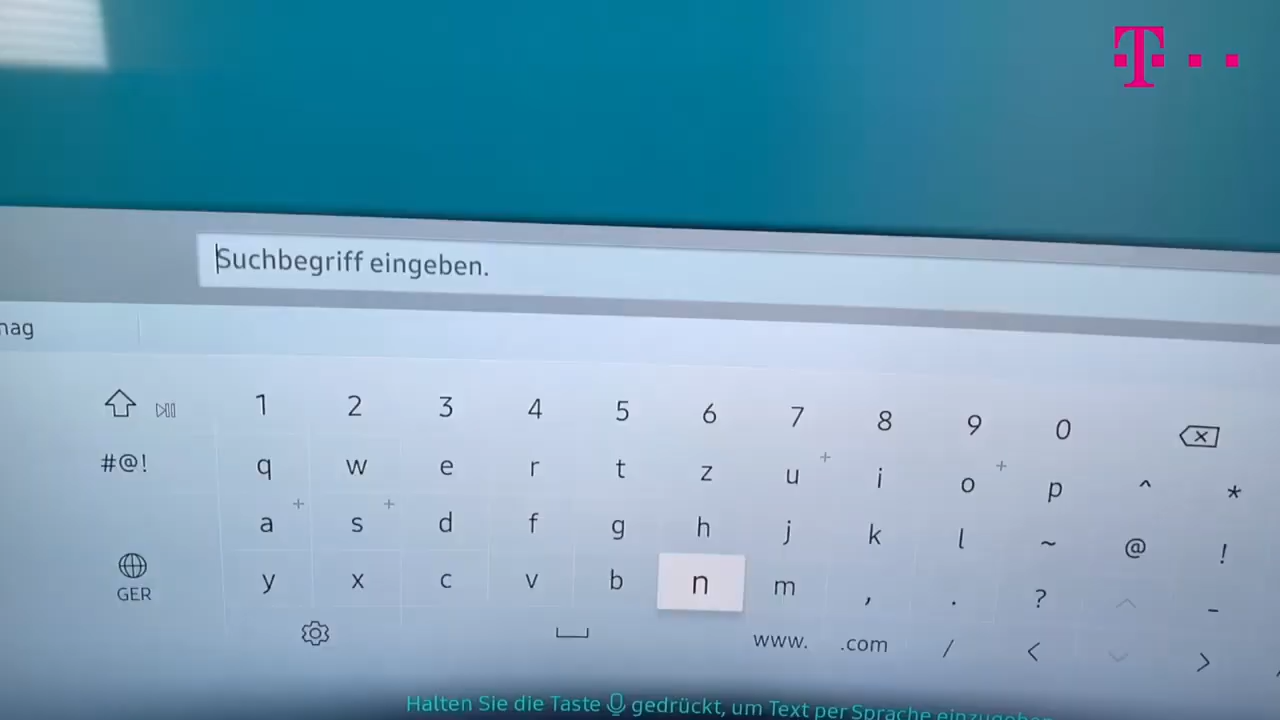 T
Suchbegriff eingeben.
1 2 3 4 5 6 7 8 9 0
#@! q w e r t z u + i o + p ^ *
a + s + d f g h j k l ~ @ !
GER y x c v b n m , . ? -
www. .com / < >
Halten Sie die Taste gedrückt, um Text per Sprache